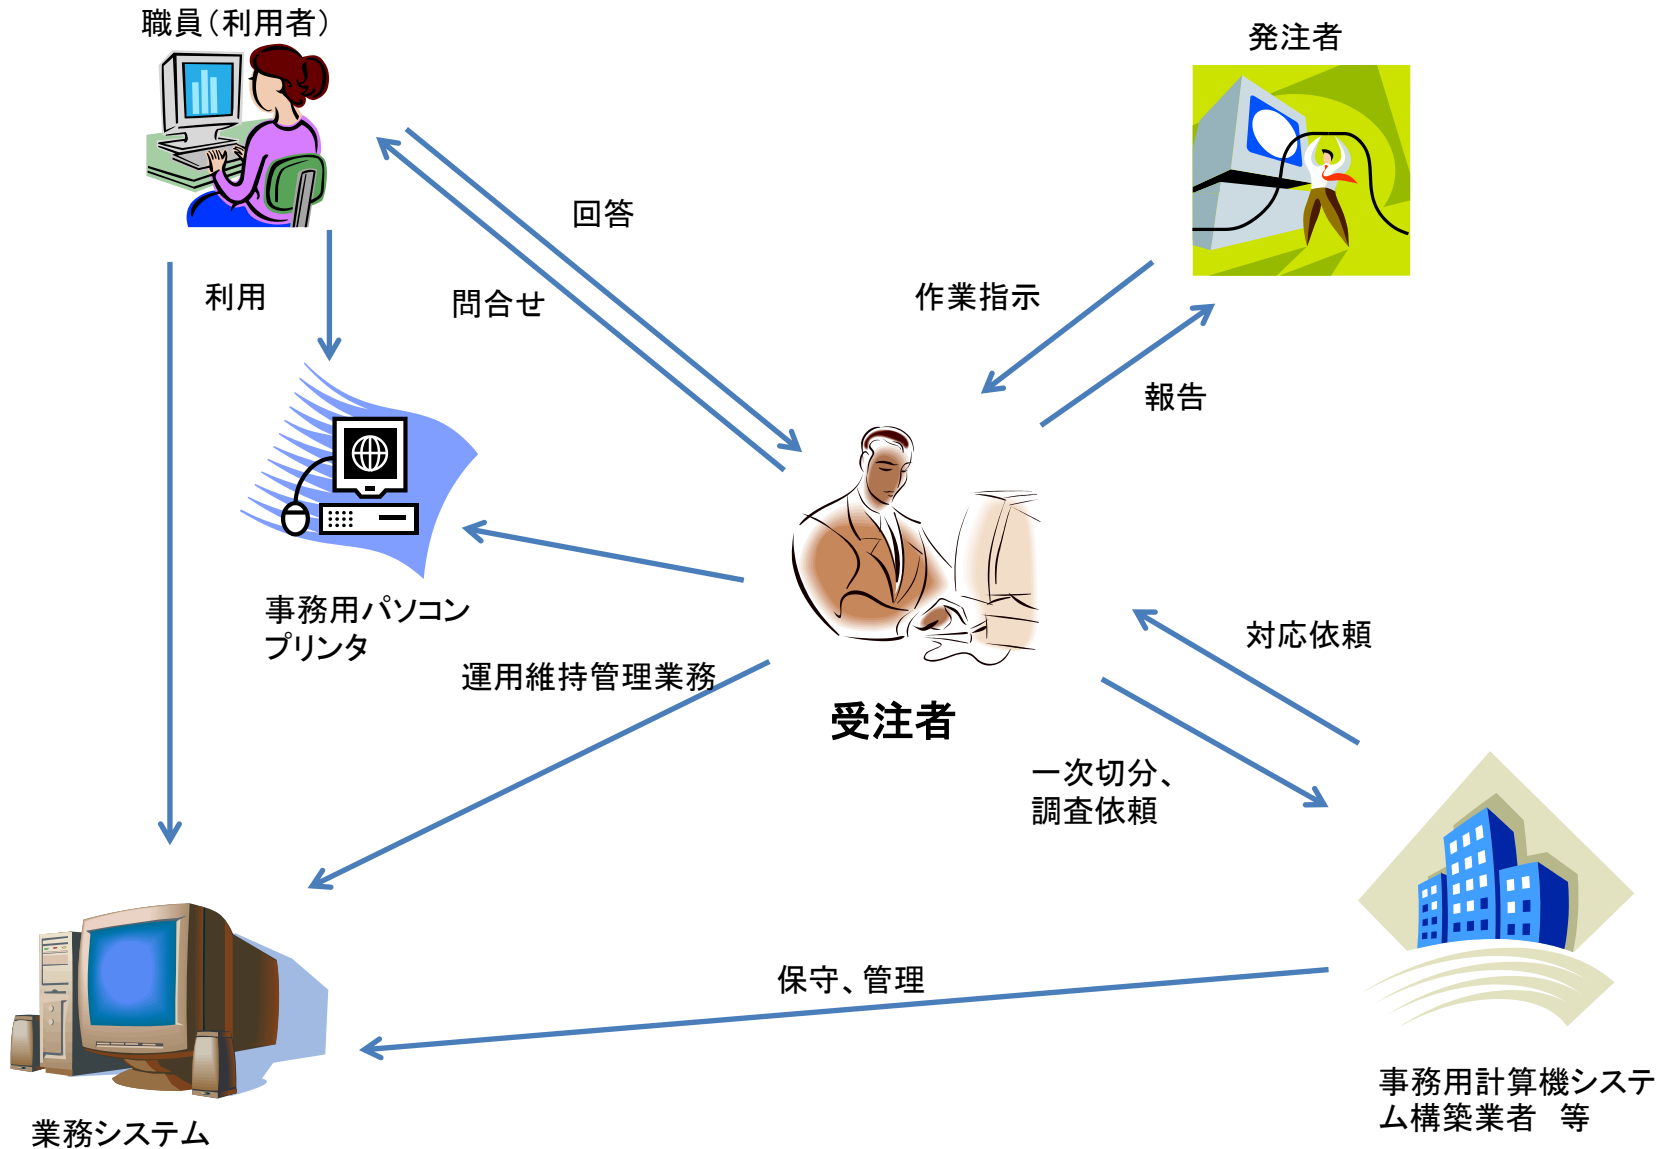 職員（利用者）
発注者
回答
利用
問合せ
作業指示
報告
事務用パソコン
プリンタ
対応依頼
運用維持管理業務
受注者
一次切分、
調査依頼
保守、管理
事務用計算機システ
ム構築業者　等
業務システム